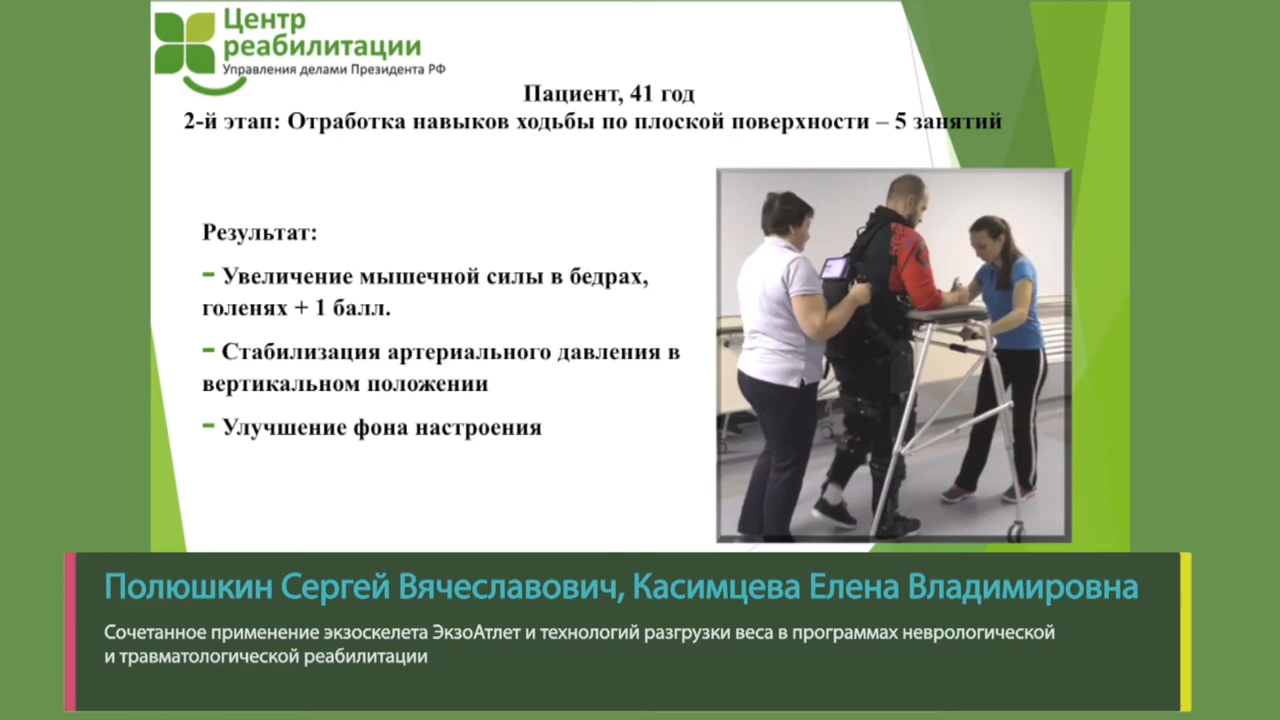 Центр
реабилитации
Управления делами Президента РФ
Пациент, 41 год
2-й этап: Отработка навыков ходьбы по плоской поверхности – 5 занятий
Результат:
– Увеличение мышечной силы в бедрах,
голенях + 1 балл.
– Стабилизация артериального давления в
вертикальном положении
– Улучшение фона настроения
Полюшкин Сергей Вячеславович, Касимцева Елена Владимировна
Сочетанное применение экзоскелета ЭкзоАтлет и технологий разгрузки веса в программах неврологической
и травматологической реабилитации